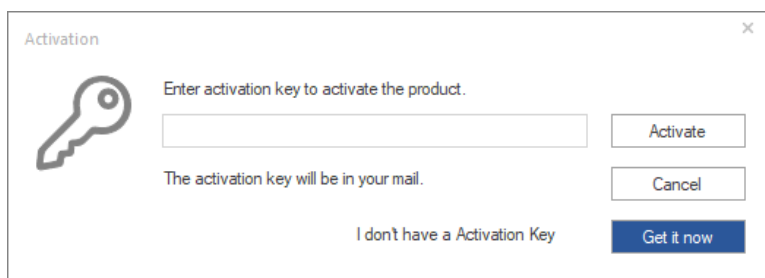 Activation
Enter activation key to activate the product.
Activate
The activation key will be in your mail.
Cancel
I don't have a Activation Key
Get it now